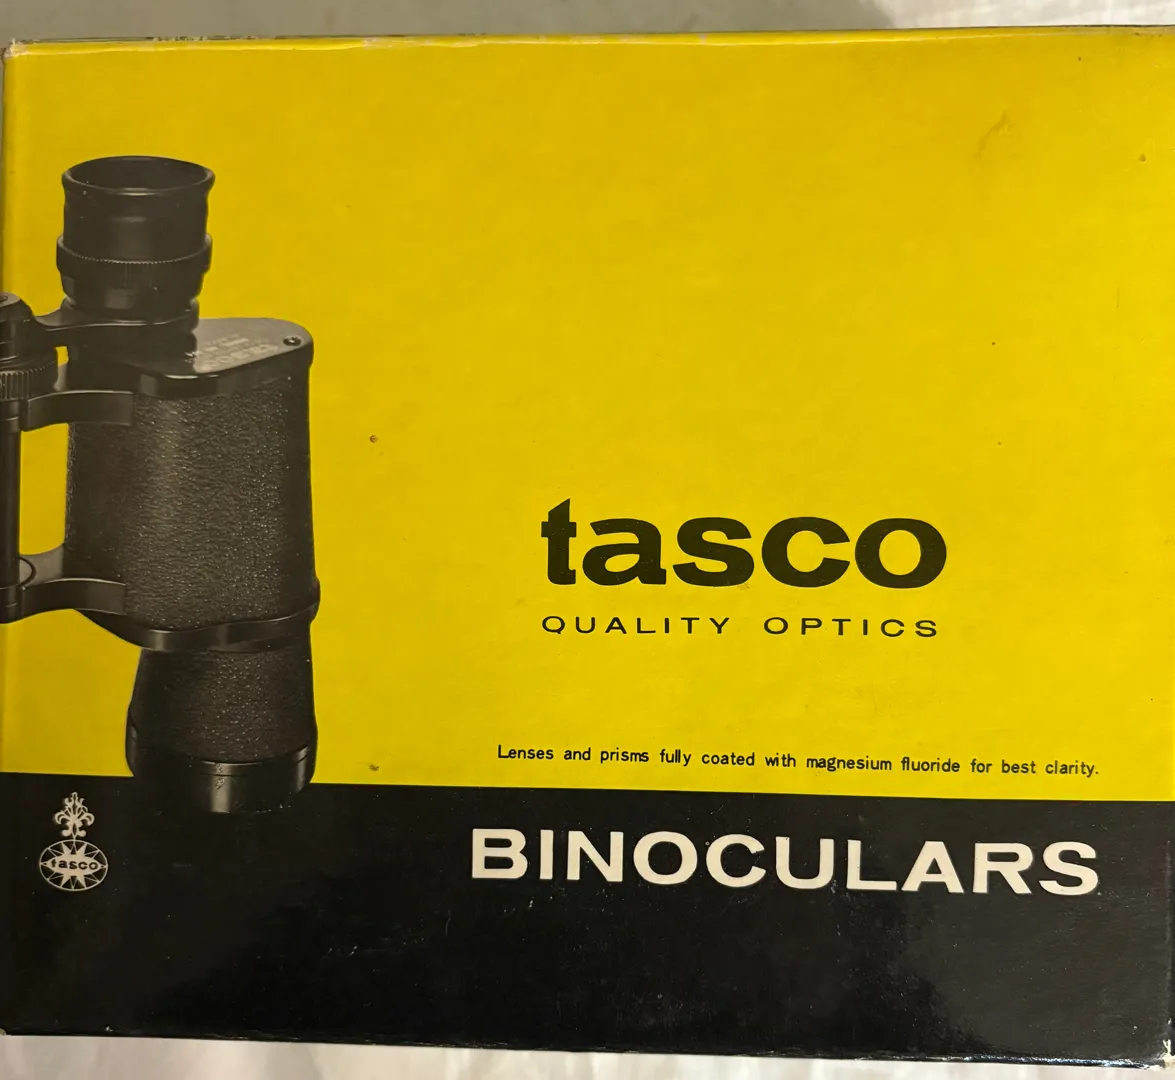 tasco
QUALITY OPTICS
Lenses and prisms fully coated with magnesium fluoride for best clarity.
tasco
BINOCULARS